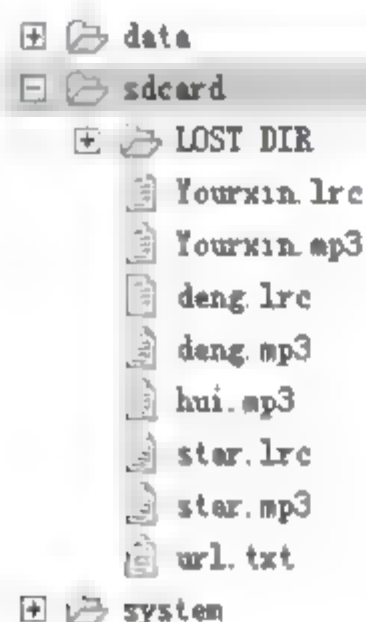 data
sdcard
LOST DIR
Yourxin.lrc
Yourxin.mp3
deng.lrc
deng.mp3
hui.mp3
star.lrc
star.mp3
url.txt
system